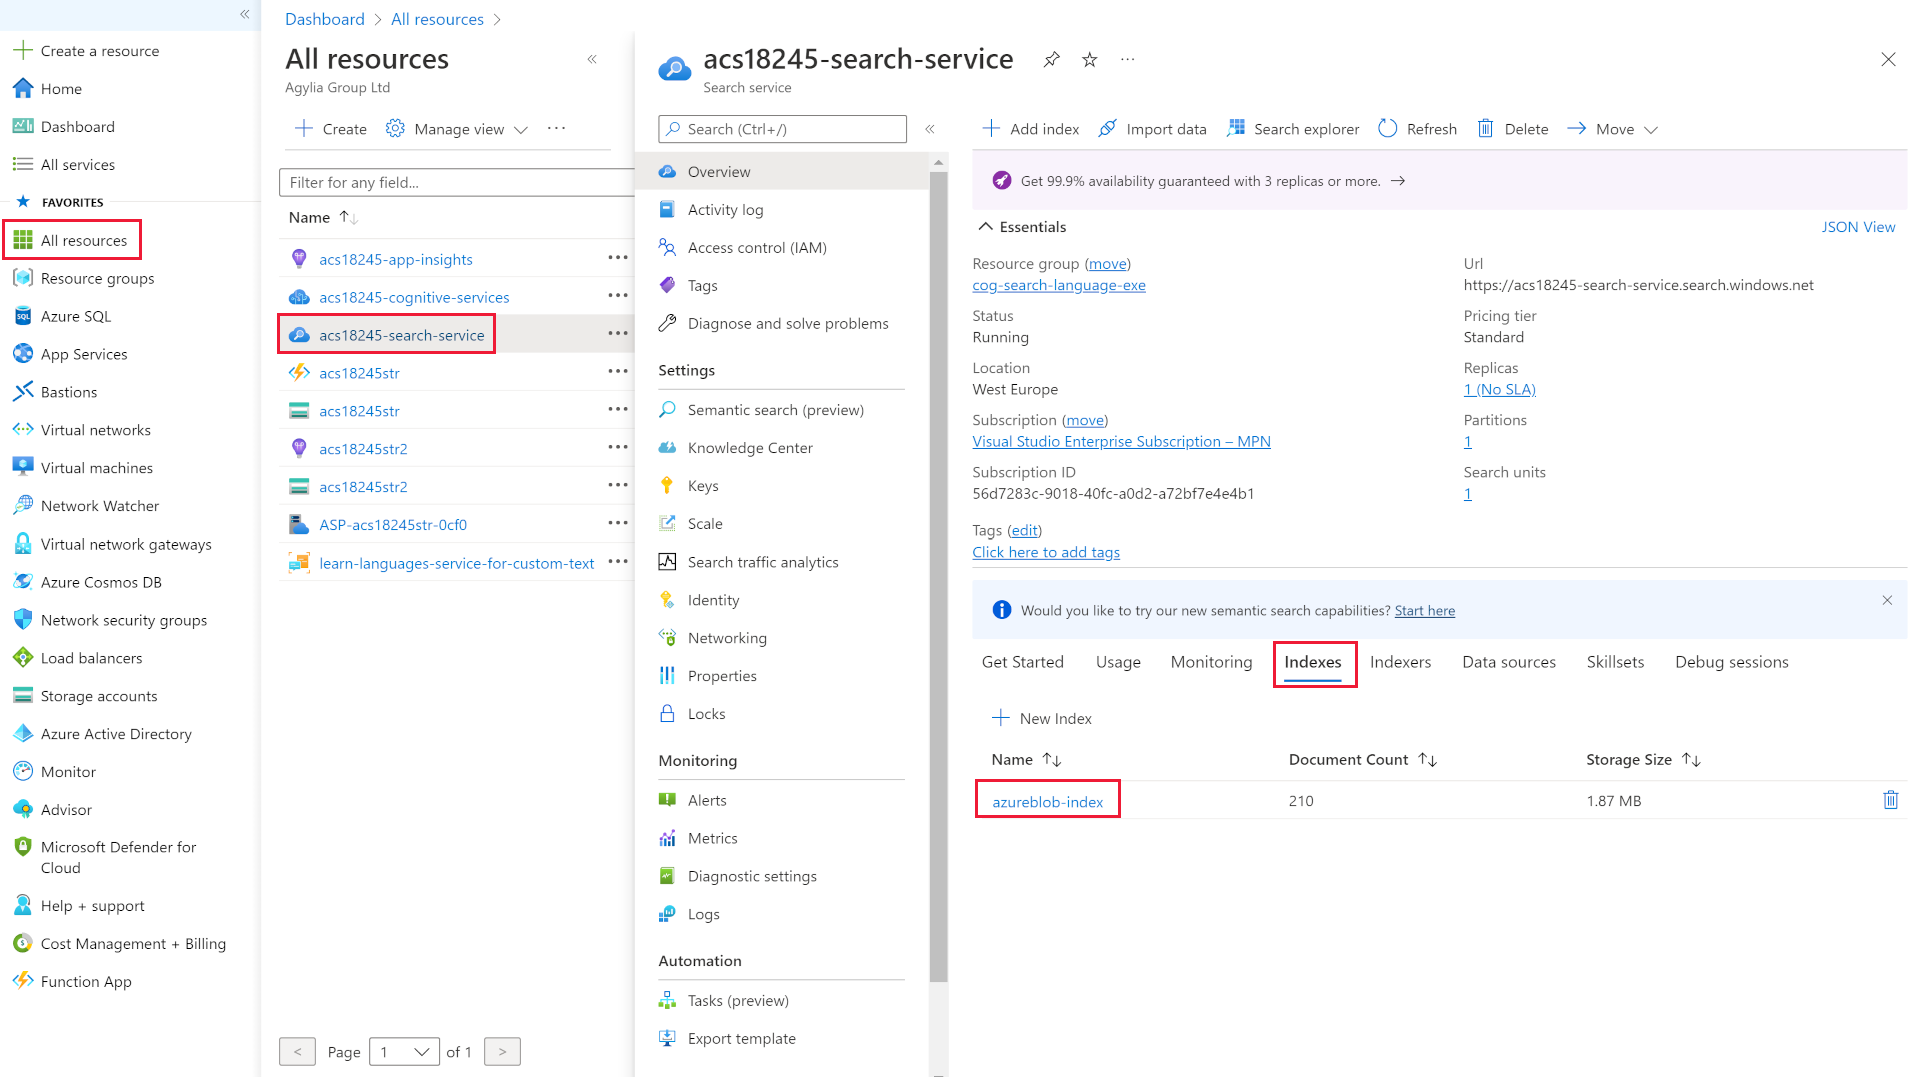 Create a resource
Home
Dashboard
All services
FAVORITES
All resources
Resource groups
Azure SQL
App Services
Bastions
Virtual networks
Virtual machines
Network Watcher
Virtual network gateways
Azure Cosmos DB
Network security groups
Load balancers
Storage accounts
Azure Active Directory
Monitor
Advisor
Microsoft Defender for
Cloud
Help + support
Cost Management + Billing
Function App
Dashboard > All resources >
All resources
Agylia Group Ltd
Create Manage view ...
Filter for any field...
Name
acs18245-app-insights
acs18245-cognitive-services
acs18245-search-service
acs18245str
acs18245str
acs18245str2
acs18245str2
ASP-acs18245str-0cf0
learn-languages-service-for-custom-text
< Page 1 of 1 >
acs18245-search-service
Search service
Search (Ctrl+/)
Overview
Activity log
Access control (IAM)
Tags
Diagnose and solve problems
Settings
Semantic search (preview)
Knowledge Center
Keys
Scale
Search traffic analytics
Identity
Networking
Properties
Locks
Monitoring
Alerts
Metrics
Diagnostic settings
Logs
Automation
Tasks (preview)
Export template
Add index Import data Search explorer Refresh Delete Move
Get 99.9% availability guaranteed with 3 replicas or more. →
Essentials
JSON View
Resource group (move)
cog-search-language-exe
Status
Running
Location
West Europe
Subscription (move)
Visual Studio Enterprise Subscription – MPN
Subscription ID
56d7283c-9018-40fc-a0d2-a72bf7e4e4b1
Tags (edit)
Click here to add tags
Url
https://acs18245-search-service.search.windows.net
Pricing tier
Standard
Replicas
1 (No SLA)
Partitions
1
Search units
1
Would you like to try our new semantic search capabilities? Start here
Get Started Usage Monitoring Indexes Indexers Data sources Skillsets Debug sessions
New Index
Name Document Count Storage Size
azureblob-index 210 1.87 MB